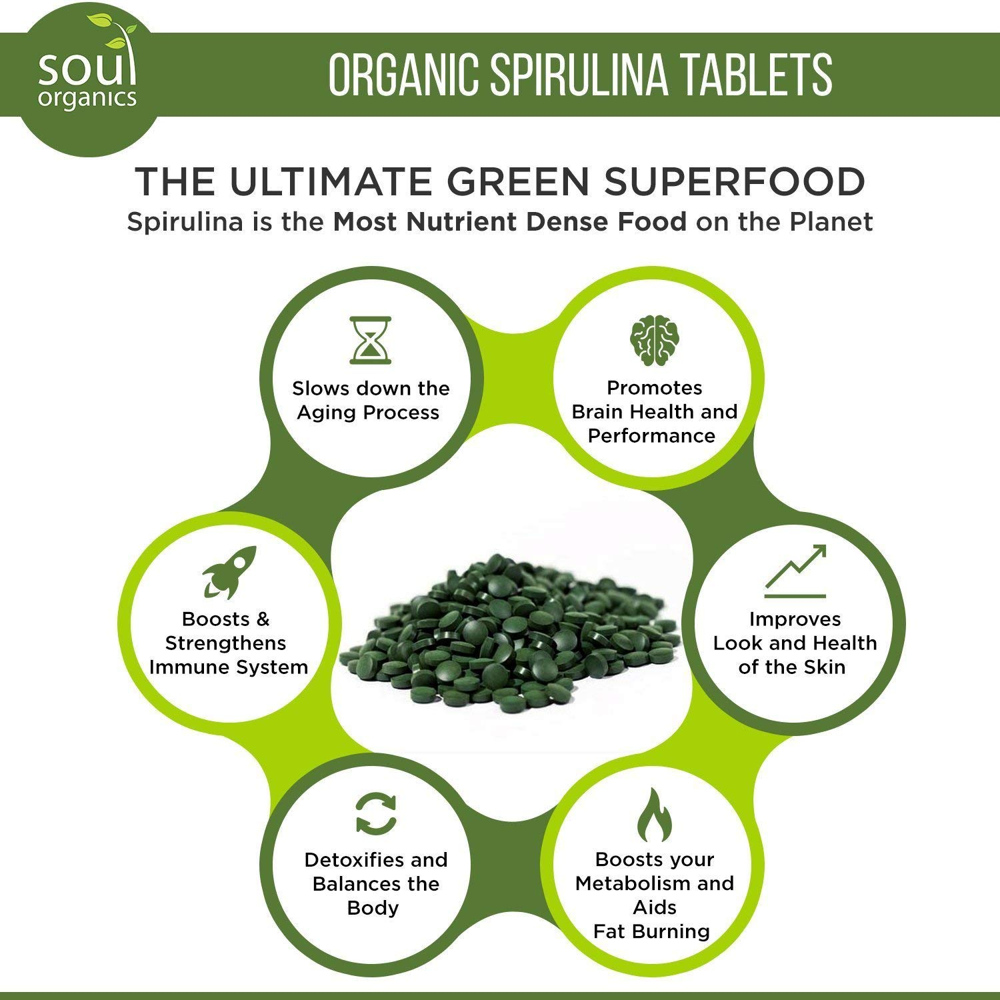 soul
organics
ORGANIC SPIRULINA TABLETS
THE ULTIMATE GREEN SUPERFOOD
Spirulina is the Most Nutrient Dense Food on the Planet
Slows down the
Aging Process
Promotes
Brain Health and
Performance
Boosts &
Strengthens
Immune System
Improves
Look and Health
of the Skin
Detoxifies and
Balances the
Body
Boosts your
Metabolism and
Aids
Fat Burning